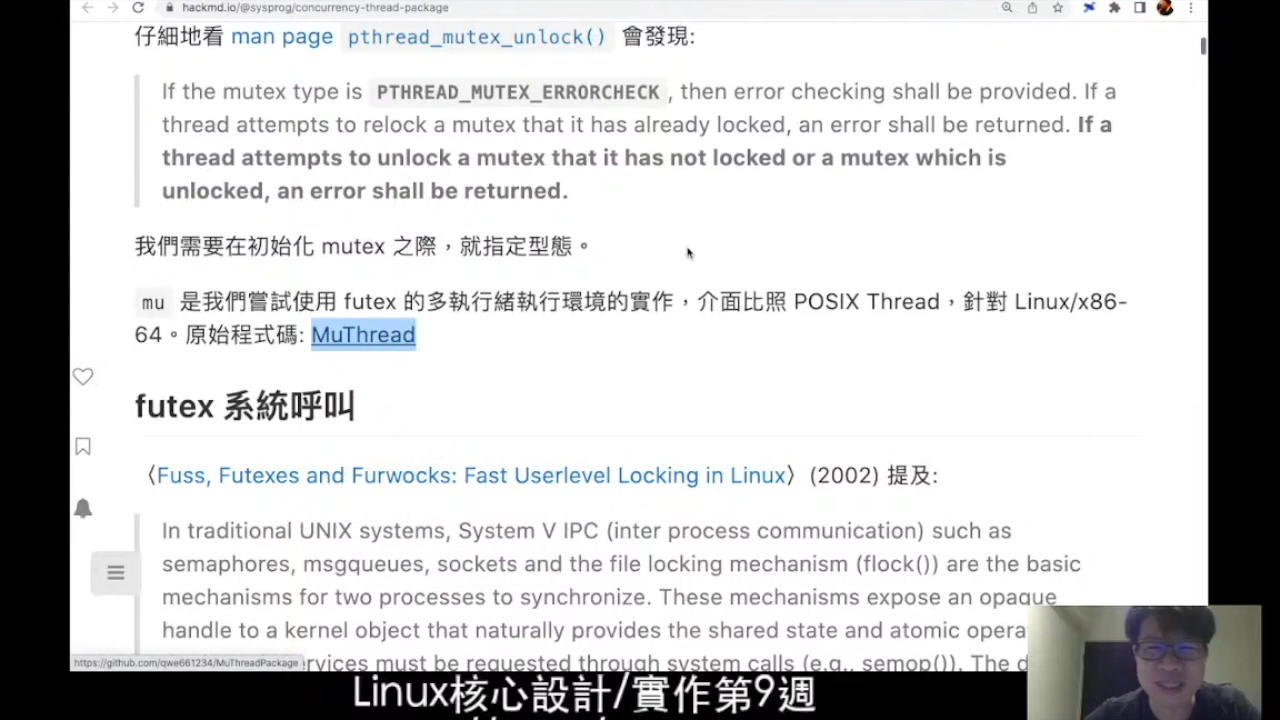 hackmd.io/@sysprog/concurrency-thread-package
仔細地看 man page pthread_mutex_unlock() 會發現:
If the mutex type is PTHREAD_MUTEX_ERRORCHECK , then error checking shall be provided. If a
thread attempts to relock a mutex that it has already locked, an error shall be returned. If a
thread attempts to unlock a mutex that it has not locked or a mutex which is
unlocked, an error shall be returned.
我們需要在初始化 mutex 之際，就指定型態。
mu 是我們嘗試使用 futex 的多執行緒執行環境的實作，介面比照 POSIX Thread，針對 Linux/x86-
64。原始程式碼: MuThread
futex 系統呼叫
〈Fuss, Futexes and Furwocks: Fast Userlevel Locking in Linux〉(2002) 提及:
In traditional UNIX systems, System V IPC (inter process communication) such as
semaphores, msgqueues, sockets and the file locking mechanism (flock()) are the basic
mechanisms for two processes to synchronize. These mechanisms expose an opaque
handle to a kernel object that naturally provides the shared state and atomic opera
https://github.com/qwe661234/MuThreadPackage rvices must be requested through system calls (e.g., semop()). The
Linux核心設計/實作第9週